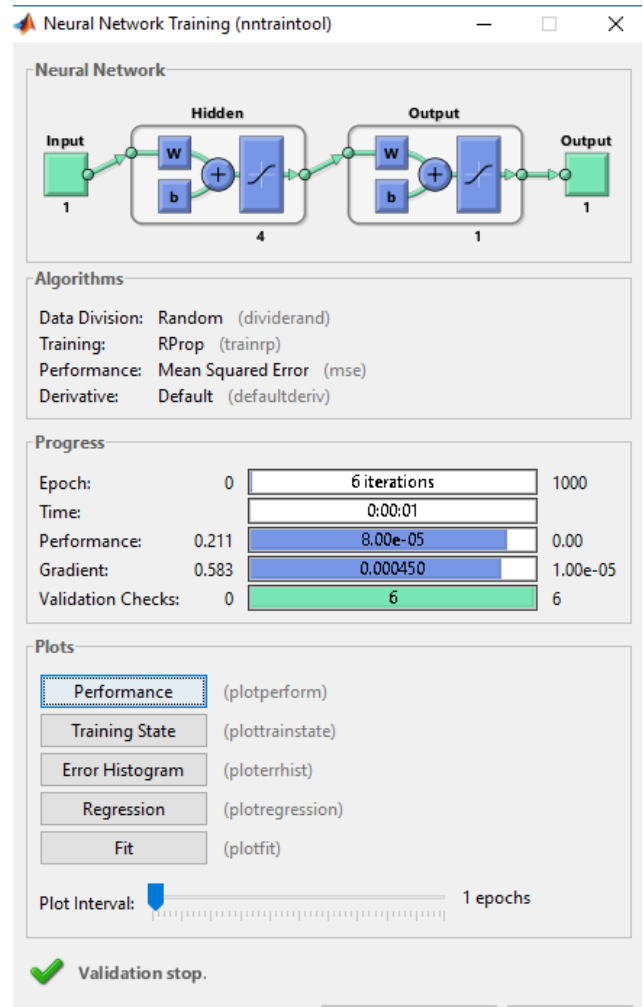 Neural Network Training (nntraintool)
Neural Network
Hidden Output
Input Output
W W
+ +
b b
1 4 1 1
Algorithms
Data Division: Random (dividerand)
Training: RProp (trainrp)
Performance: Mean Squared Error (mse)
Derivative: Default (defaultderiv)
Progress
Epoch: 0 6 iterations 1000
Time: 0:00:01
Performance: 0.211 8.00e-05 0.00
Gradient: 0.583 0.000450 1.00e-05
Validation Checks: 0 6 6
Plots
Performance (plotperform)
Training State (plottrainstate)
Error Histogram (ploterrhist)
Regression (plotregression)
Fit (plotfit)
Plot Interval: 1 epochs
Validation stop.